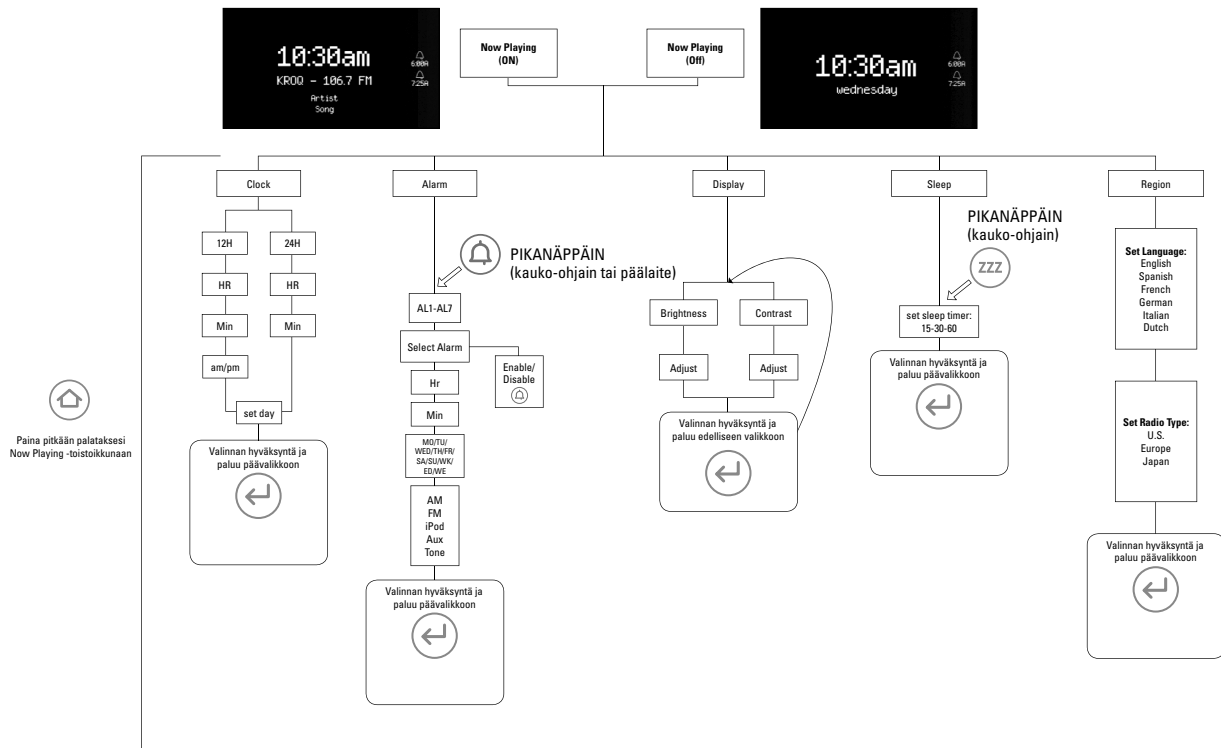 10:30am
KROQ - 106.7 FM
Artist
Song
6:00A
7:25A
Now Playing
(ON)
Now Playing
(Off)
10:30am
wednesday
6:00A
7:25A
Clock
Alarm
Display
Sleep
Region
12H
24H
HR
HR
Min
Min
am/pm
set day
Valinnan hyväksyntä ja
paluu päävalikkoon
PIKANÄPPÄIN
(kauko-ohjain tai päälaite)
AL1-AL7
Select Alarm
Enable/
Disable
Hr
Min
MO/TU/
WED/TH/FR/
SA/SU/WK/
ED/WE
AM
FM
iPod
Aux
Tone
Valinnan hyväksyntä ja
paluu päävalikkoon
Brightness
Contrast
Adjust
Adjust
Valinnan hyväksyntä ja
paluu edelliseen valikkoon
PIKANÄPPÄIN
(kauko-ohjain)
ZZZ
set sleep timer:
15-30-60
Valinnan hyväksyntä ja
paluu päävalikkoon
Set Language:
English
Spanish
French
German
Italian
Dutch
Set Radio Type:
U.S.
Europe
Japan
Valinnan hyväksyntä ja
paluu päävalikkoon
Paina pitkään palataksesi
Now Playing -toistoikkunaan